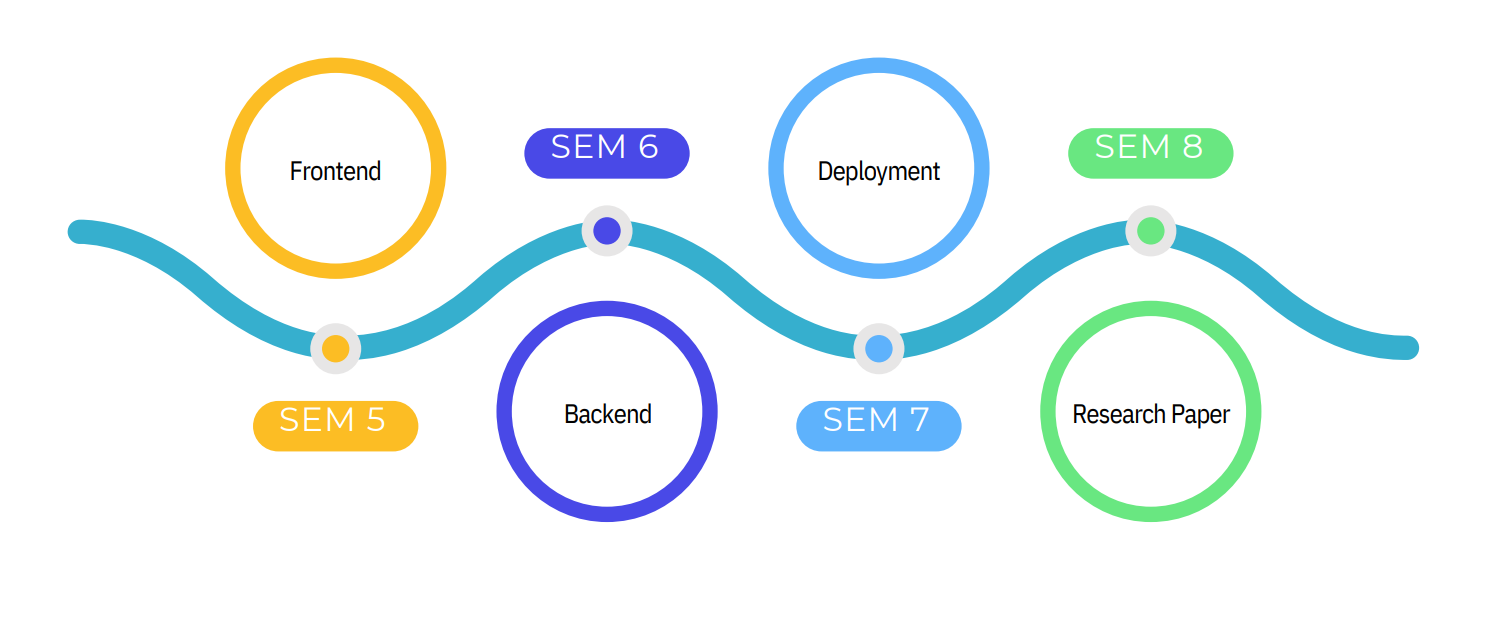 Frontend
SEM 5
SEM 6
Backend
Deployment
SEM 7
SEM 8
Research Paper